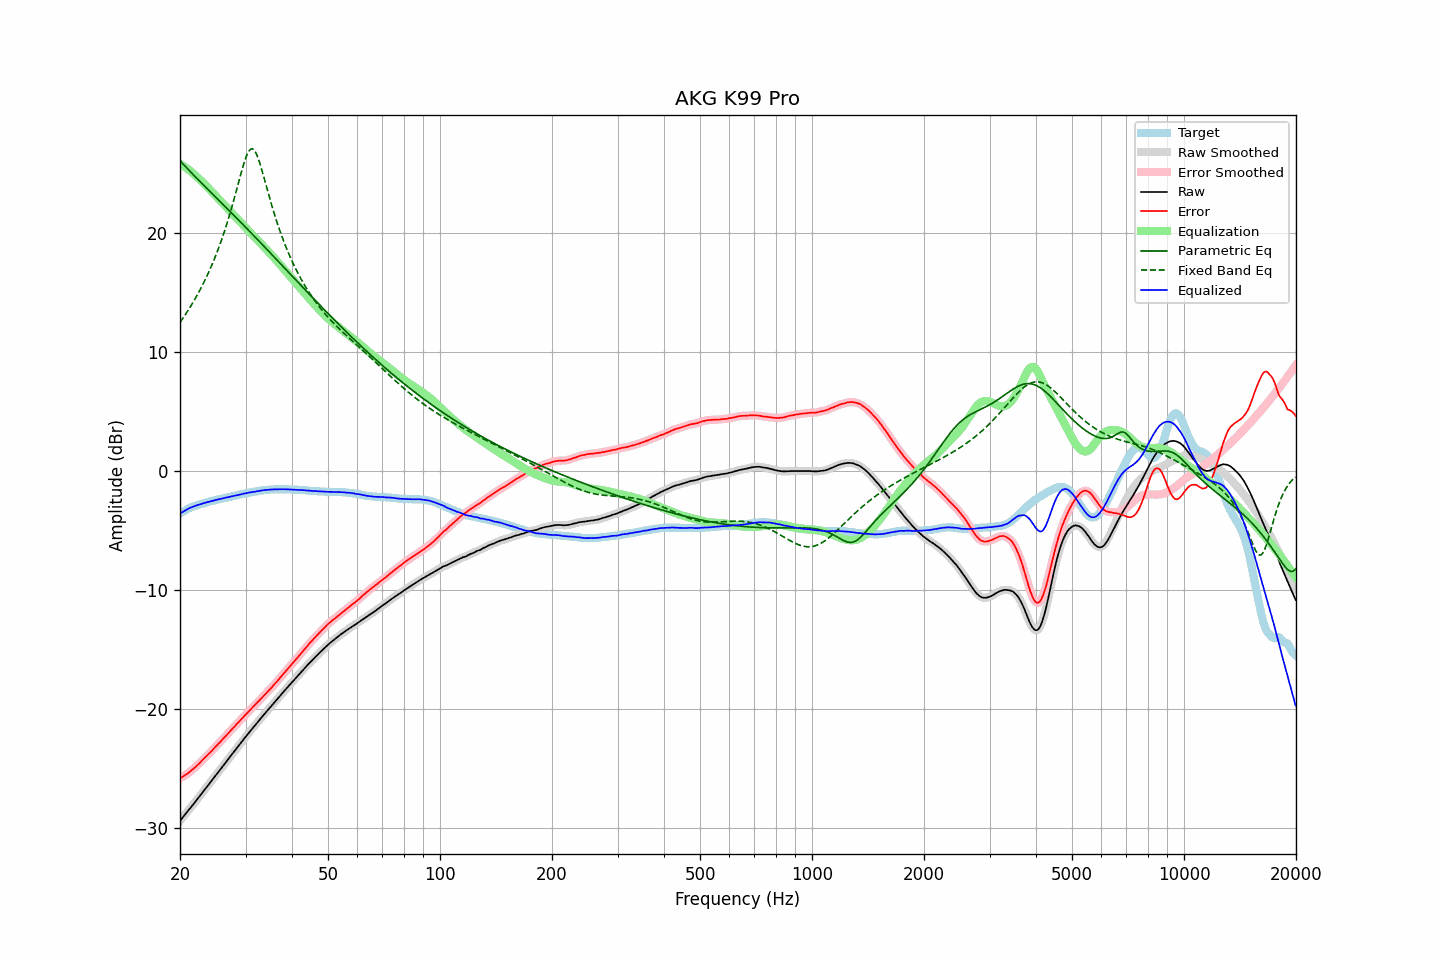 AKG K99 Pro
Target
Raw Smoothed
Error Smoothed
Raw
Error
Equalization
Parametric Eq
Fixed Band Eq
Equalized
Amplitude (dBr)
20
10
0
−10
−20
−30
20 50 100 200 500 1000 2000 5000 10000 20000
Frequency (Hz)